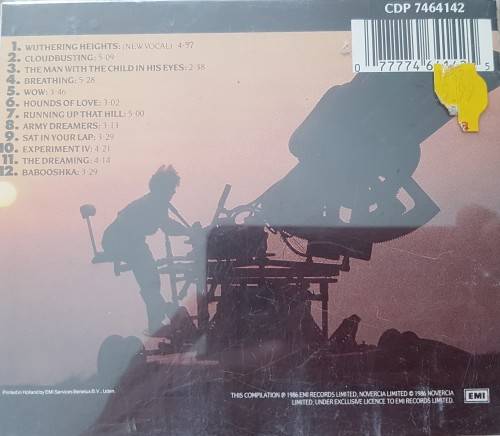 CDP 7464142
1. WUTHERING HEIGHTS: (NEW VOCAL): 4·57
2. CLOUDBUSTING: 5·09
3. THE MAN WITH THE CHILD IN HIS EYES: 2·38
4. BREATHING: 5·28
5. WOW: 3·46
6. HOUNDS OF LOVE: 3·02
7. RUNNING UP THAT HILL: 5·00
8. ARMY DREAMERS: 3·13
9. SAT IN YOUR LAP: 3·29
10. EXPERIMENT IV: 4·21
11. THE DREAMING: 4·14
12. BABOOSHKA: 3·29
0 77774 5
Printed in Holland by EMI Services Benelux B.V., Uden.
THIS COMPILATION ℗ 1986 EMI RECORDS LIMITED, NOVERCIA LIMITED © 1986 NOVERCIA
LIMITED, UNDER EXCLUSIVE LICENCE TO EMI RECORDS LIMITED.
EMI